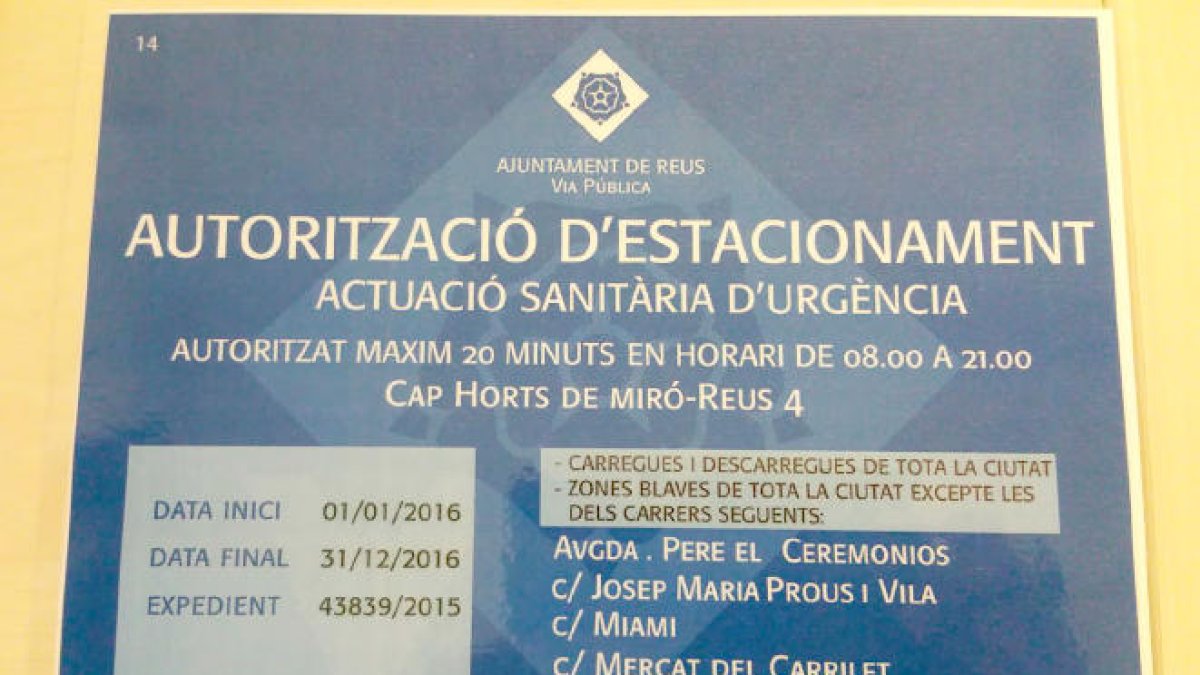 14
AJUNTAMENT DE REUS
VIA PÚBLICA
AUTORITZACIÓ D'ESTACIONAMENT
ACTUACIÓ SANITÀRIA D'URGÈNCIA
AUTORITZAT MAXIM 20 MINUTS EN HORARI DE 08.00 A 21.00
CAP HORTS DE MIRÓ-REUS 4
DATA INICI 01/01/2016
DATA FINAL 31/12/2016
EXPEDIENT 43839/2015
- CARREGUES I DESCARREGUES DE TOTA LA CIUTAT
- ZONES BLAVES DE TOTA LA CIUTAT EXCEPTE LES
DELS CARRERS SEGUENTS:
AVGDA . PERE EL CEREMONIOS
C/ JOSEP MARIA PROUS I VILA
C/ MIAMI
C/ MERCAT DEL CARRILET